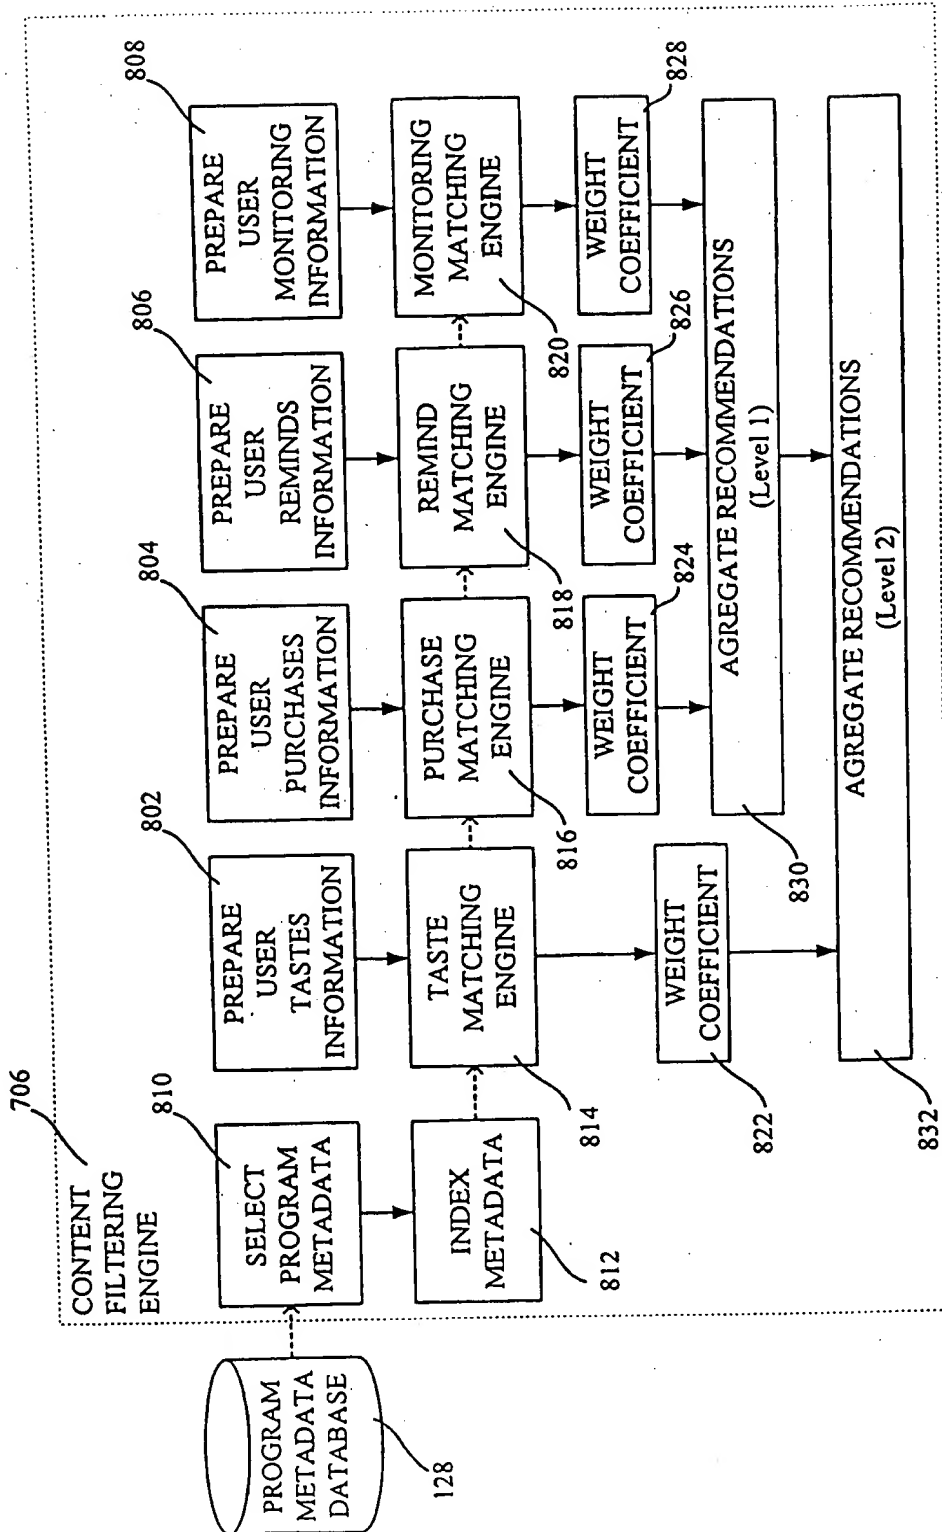 706
CONTENT
FILTERING
ENGINE
PROGRAM
METADATA
DATABASE
128
810
SELECT
PROGRAM
METADATA
INDEX
METADATA
812
802
PREPARE
USER
TASTES
INFORMATION
TASTE
MATCHING
ENGINE
814
WEIGHT
COEFFICIENT
822
804
PREPARE
USER
PURCHASES
INFORMATION
PURCHASE
MATCHING
ENGINE
816
WEIGHT
COEFFICIENT
824
806
PREPARE
USER
REMINDS
INFORMATION
REMIND
MATCHING
ENGINE
818
WEIGHT
COEFFICIENT
826
808
PREPARE
USER
MONITORING
INFORMATION
MONITORING
MATCHING
ENGINE
820
WEIGHT
COEFFICIENT
828
AGREGATE RECOMMENDATIONS
(Level 1)
830
AGREGATE RECOMMENDATIONS
(Level 2)
832